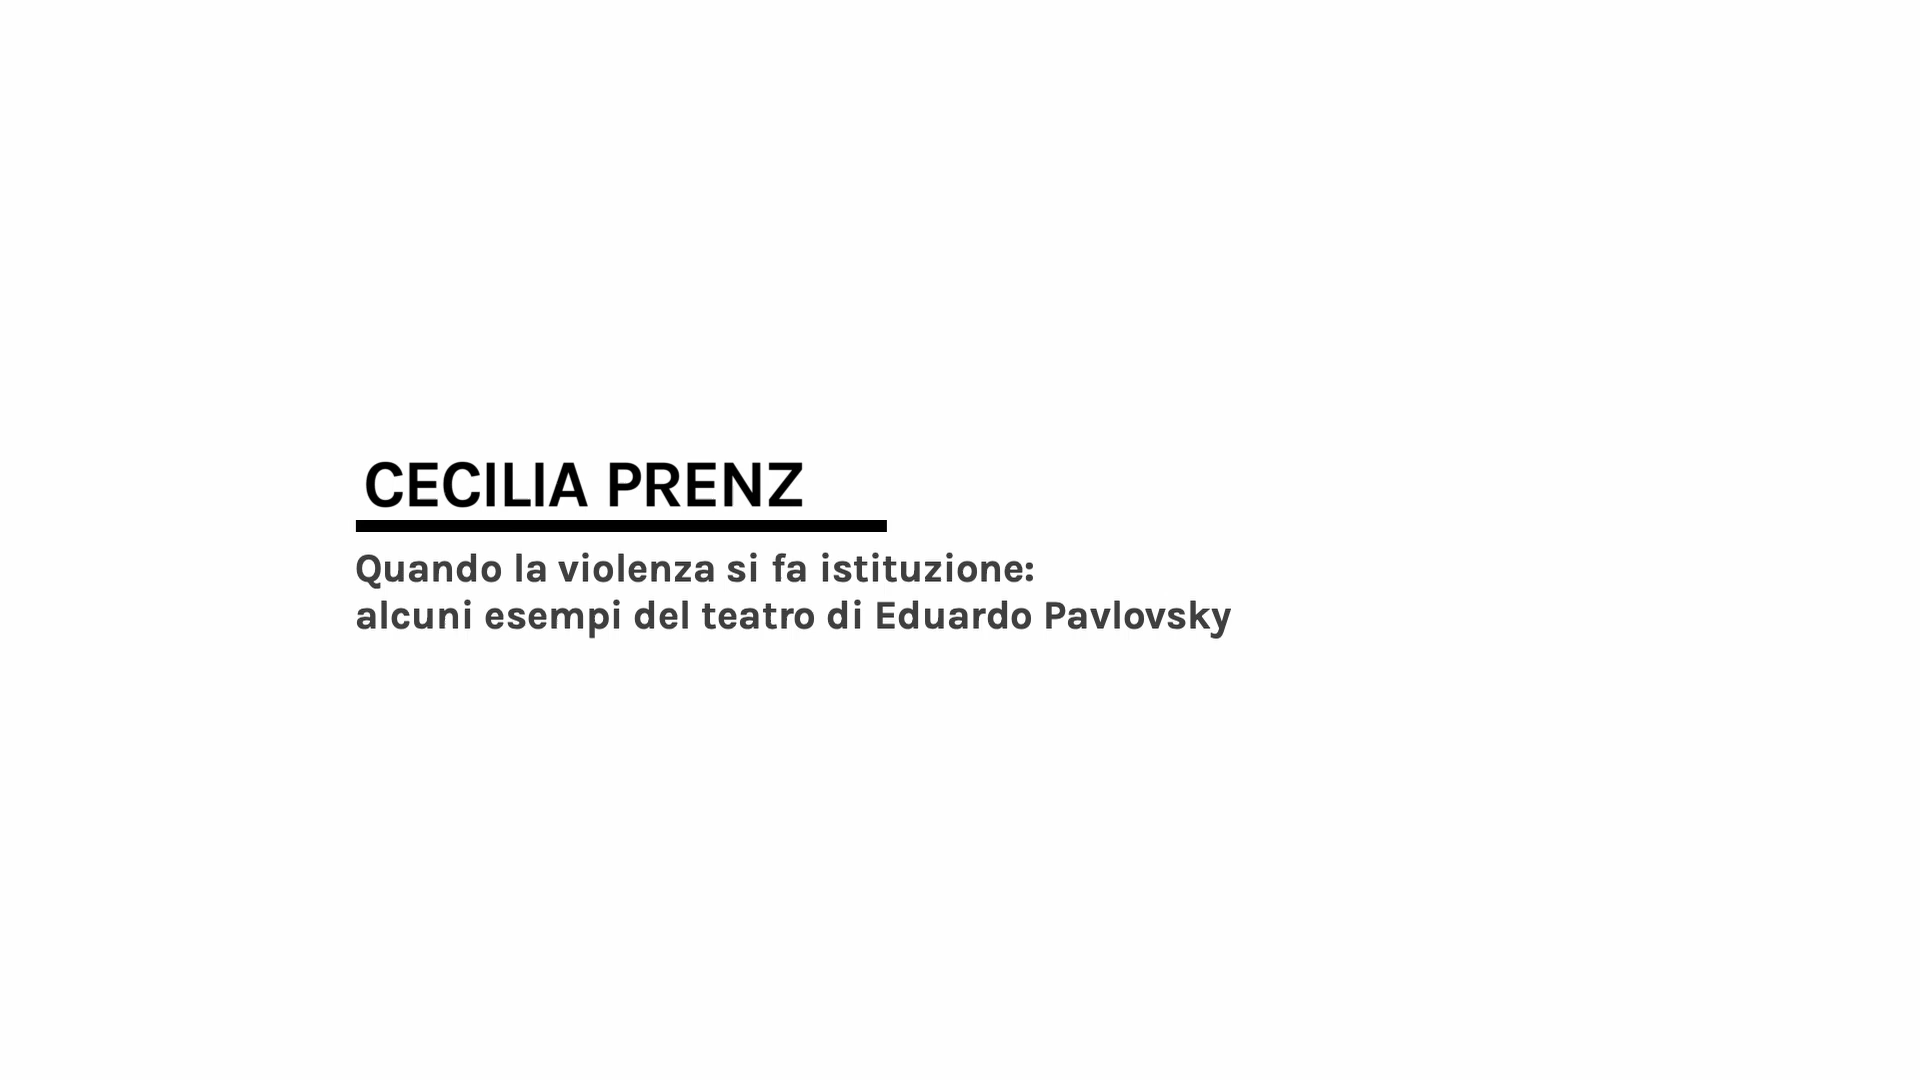 CECILIA PRENZ
Quando la violenza si fa istituzione:
alcuni esempi del teatro di Eduardo Pavlovsky